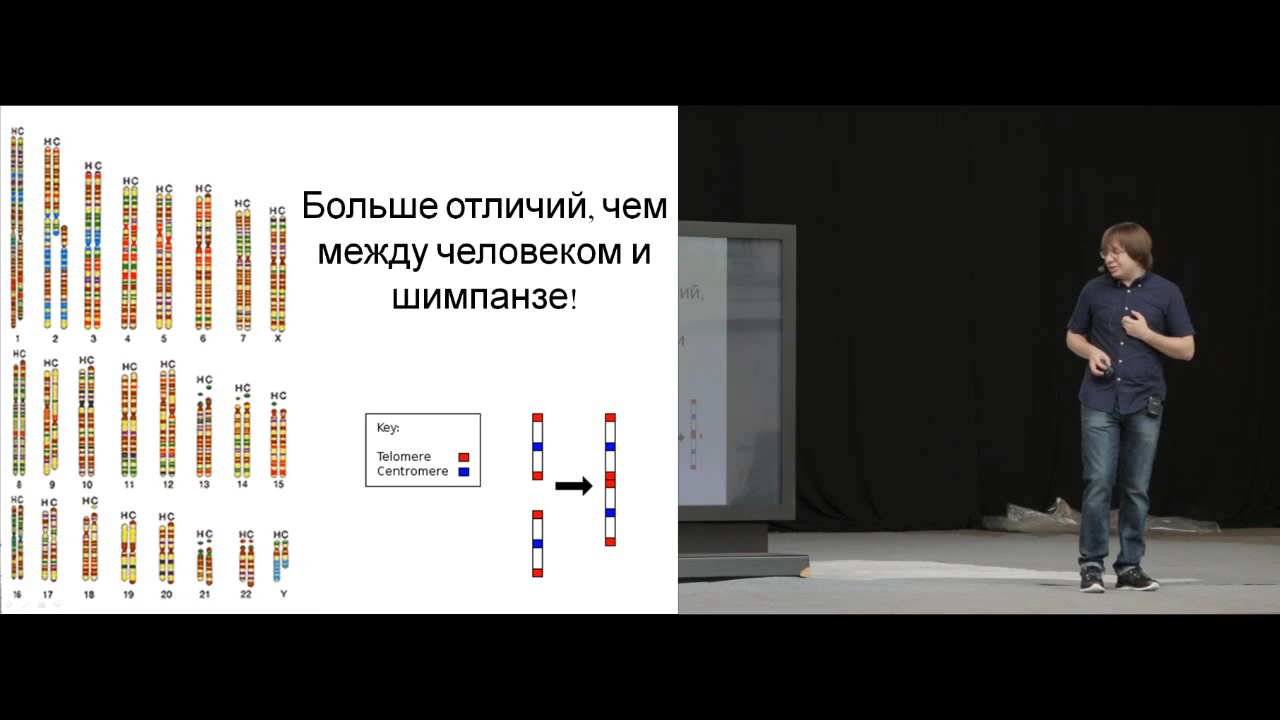 H C
H C
H C
H C
H C
H C
H C
H C
1 2 3 4 5 6 7 X
Больше отличий, чем
между человеком и
шимпанзе!
H C
H C
H C
H C
H C
H C
H C
H C
8 9 10 11 12 13 14 15
Key:
Telomere
Centromere
H C
H C
H C
H C
H C
H C
H C
H C
16 17 18 19 20 21 22 Y
ий,